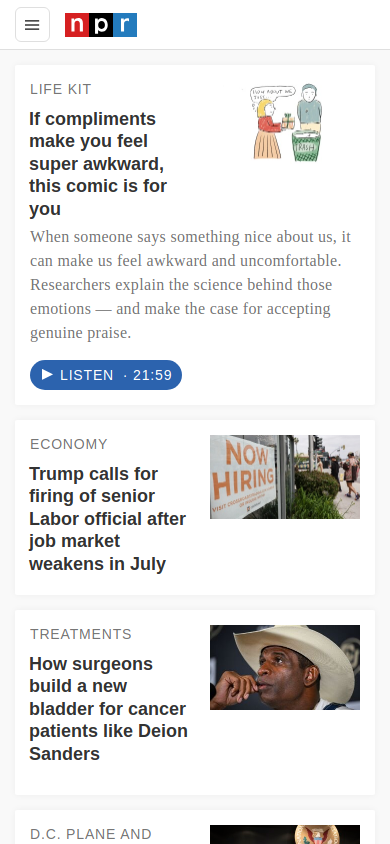 npr
LIFE KIT
If compliments
make you feel
super awkward,
this comic is for
you
When someone says something nice about us, it
can make us feel awkward and uncomfortable.
Researchers explain the science behind those
emotions — and make the case for accepting
genuine praise.
LISTEN · 21:59
ECONOMY
Trump calls for
firing of senior
Labor official after
job market
weakens in July
NOW
HIRING
TREATMENTS
How surgeons
build a new
bladder for cancer
patients like Deion
Sanders
D.C. PLANE AND